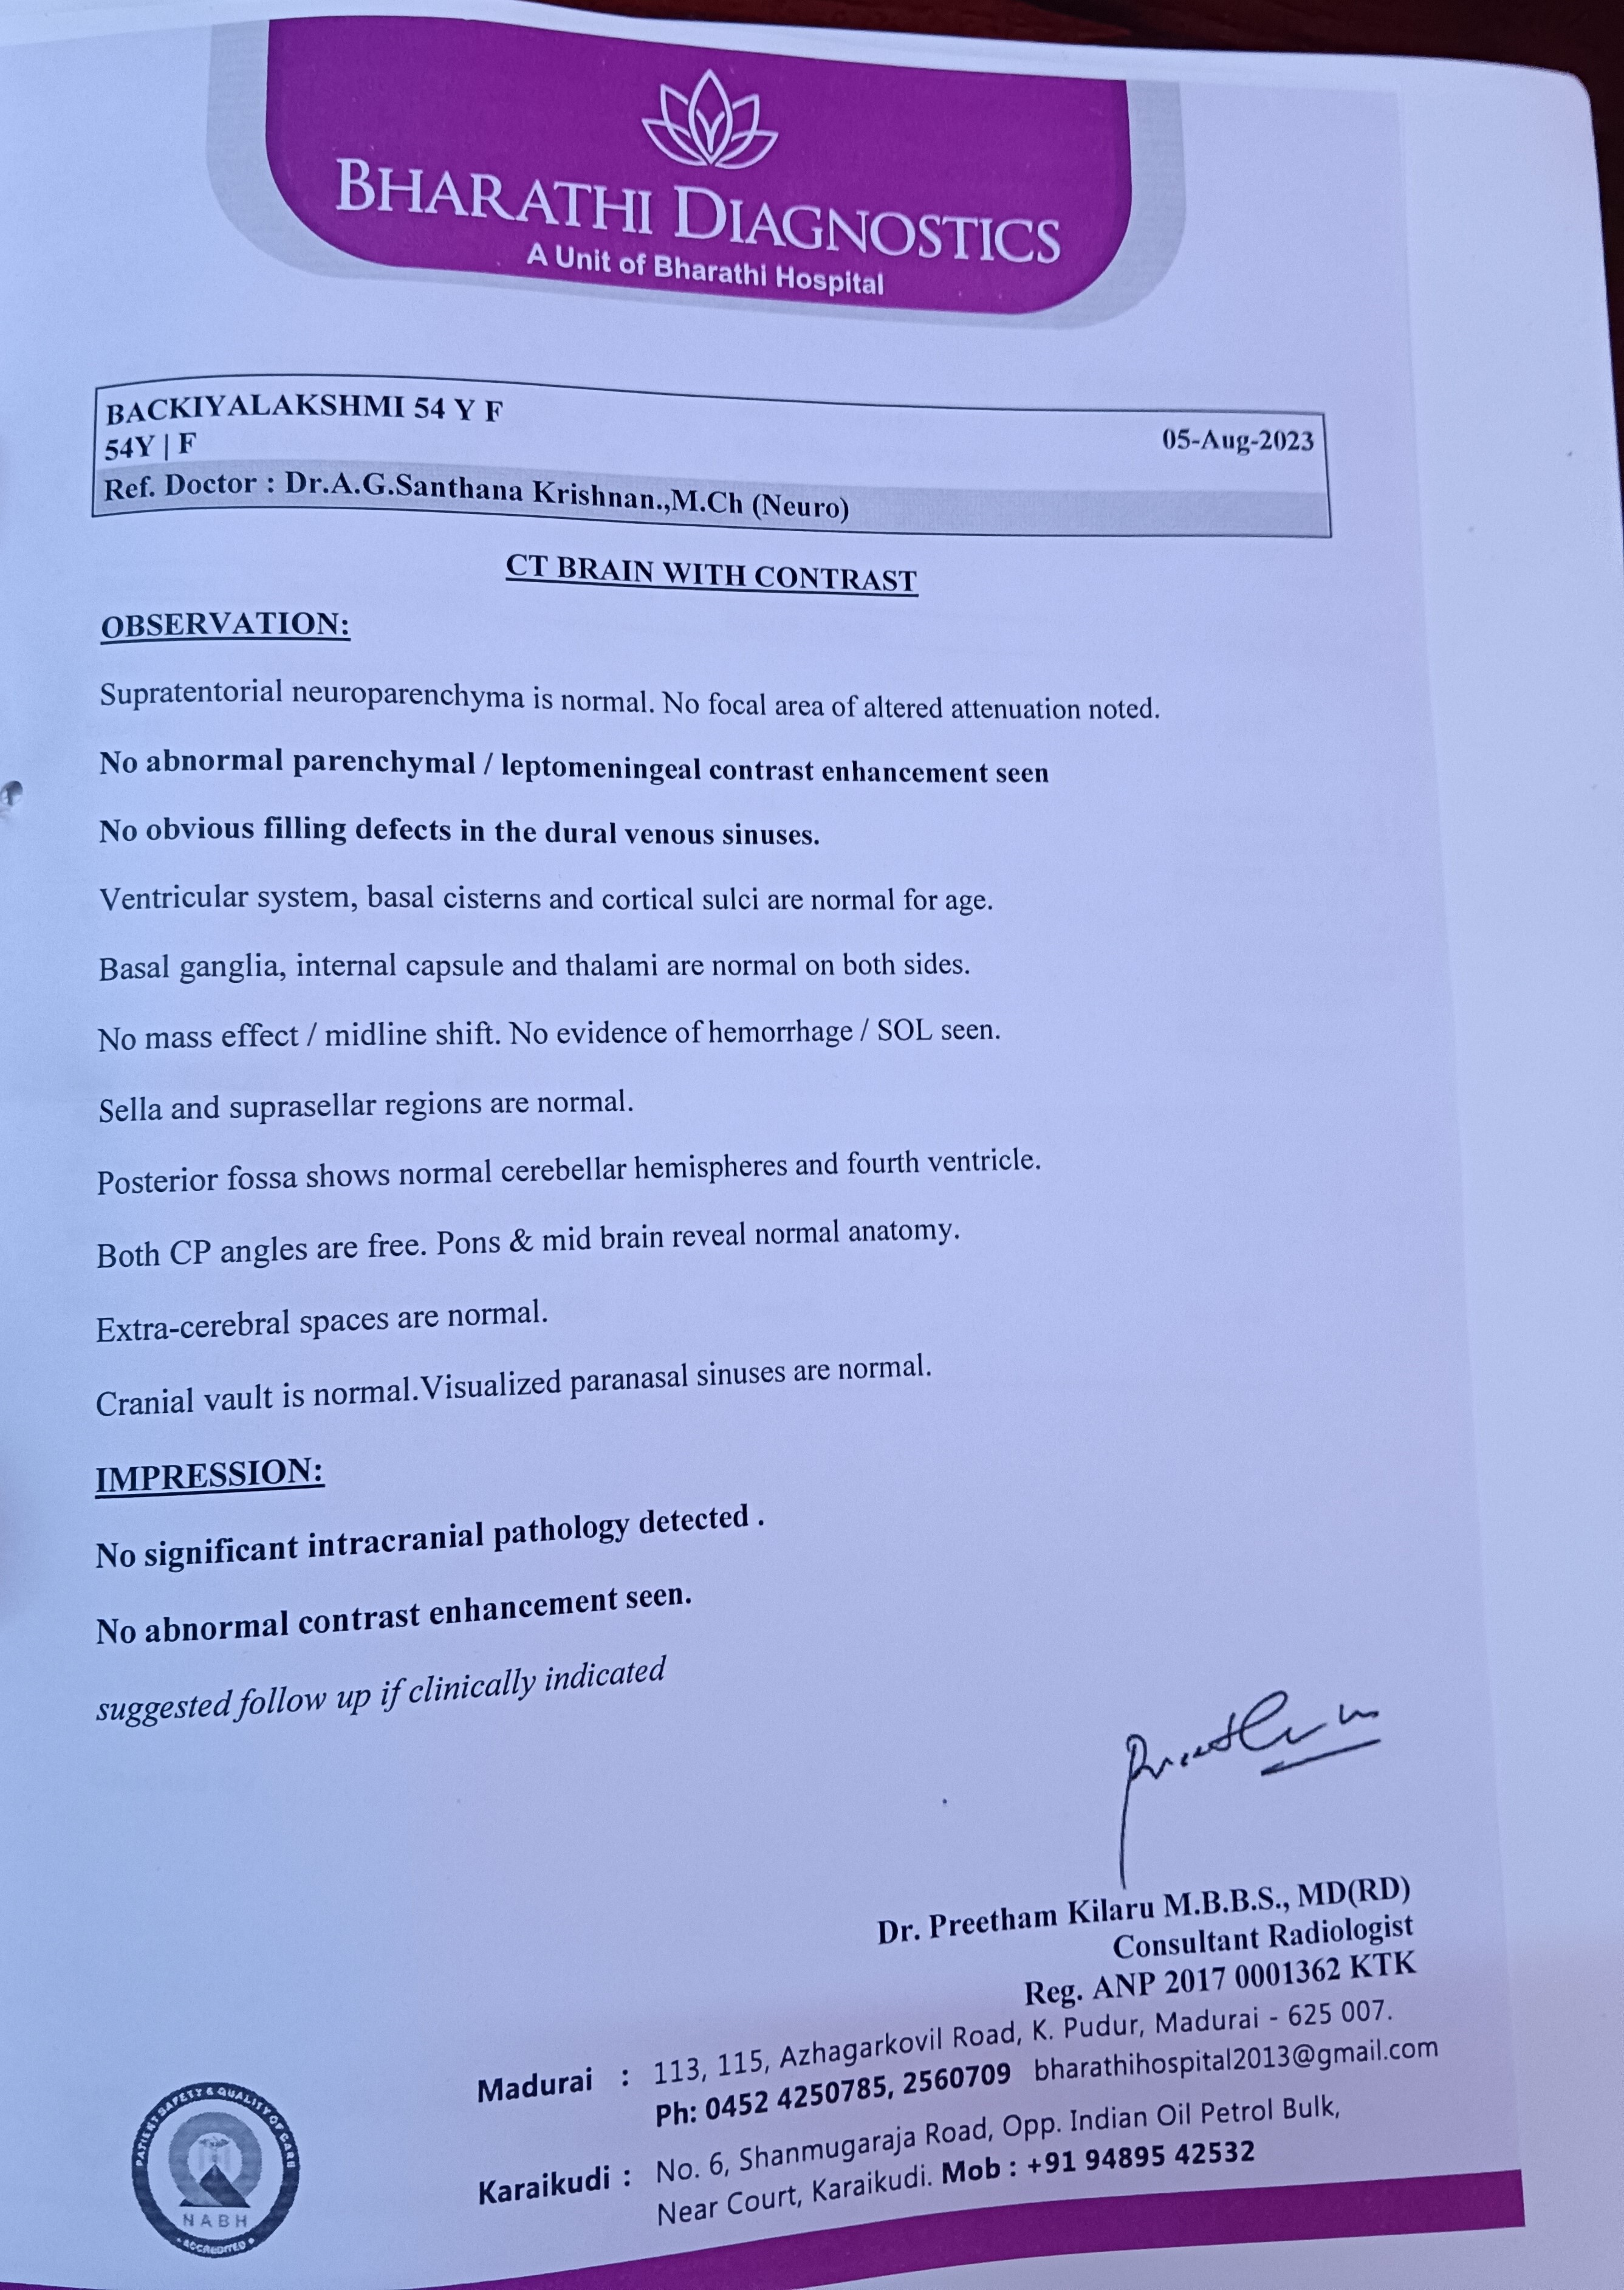 BHARATHI DIAGNOSTICS
A Unit of Bharathi Hospital
BACKIYALAKSHMI 54 Y F
54Y | F
05-Aug-2023
Ref. Doctor : Dr.A.G.Santhana Krishnan.,M.Ch (Neuro)
CT BRAIN WITH CONTRAST
OBSERVATION:
Supratentorial neuroparenchyma is normal. No focal area of altered attenuation noted.
No abnormal parenchymal / leptomeningeal contrast enhancement seen
No obvious filling defects in the dural venous sinuses.
Ventricular system, basal cisterns and cortical sulci are normal for age.
Basal ganglia, internal capsule and thalami are normal on both sides.
No mass effect / midline shift. No evidence of hemorrhage / SOL seen.
Sella and suprasellar regions are normal.
Posterior fossa shows normal cerebellar hemispheres and fourth ventricle.
Both CP angles are free. Pons & mid brain reveal normal anatomy.
Extra-cerebral spaces are normal.
Cranial vault is normal.Visualized paranasal sinuses are normal.
IMPRESSION:
No significant intracranial pathology detected .
No abnormal contrast enhancement seen.
suggested follow up if clinically indicated
Preetham
Dr. Preetham Kilaru M.B.B.S., MD(RD)
Consultant Radiologist
Reg. ANP 2017 0001362 KTK
Madurai : 113, 115, Azhagarkovil Road, K. Pudur, Madurai - 625 007.
Ph: 0452 4250785, 2560709 bharathihospital2013@gmail.com
Karaikudi : No. 6, Shanmugaraja Road, Opp. Indian Oil Petrol Bulk,
Near Court, Karaikudi. Mob : +91 94895 42532
PATIENT SAFETY & QUALITY OF CARE
NABH
ACCREDITED